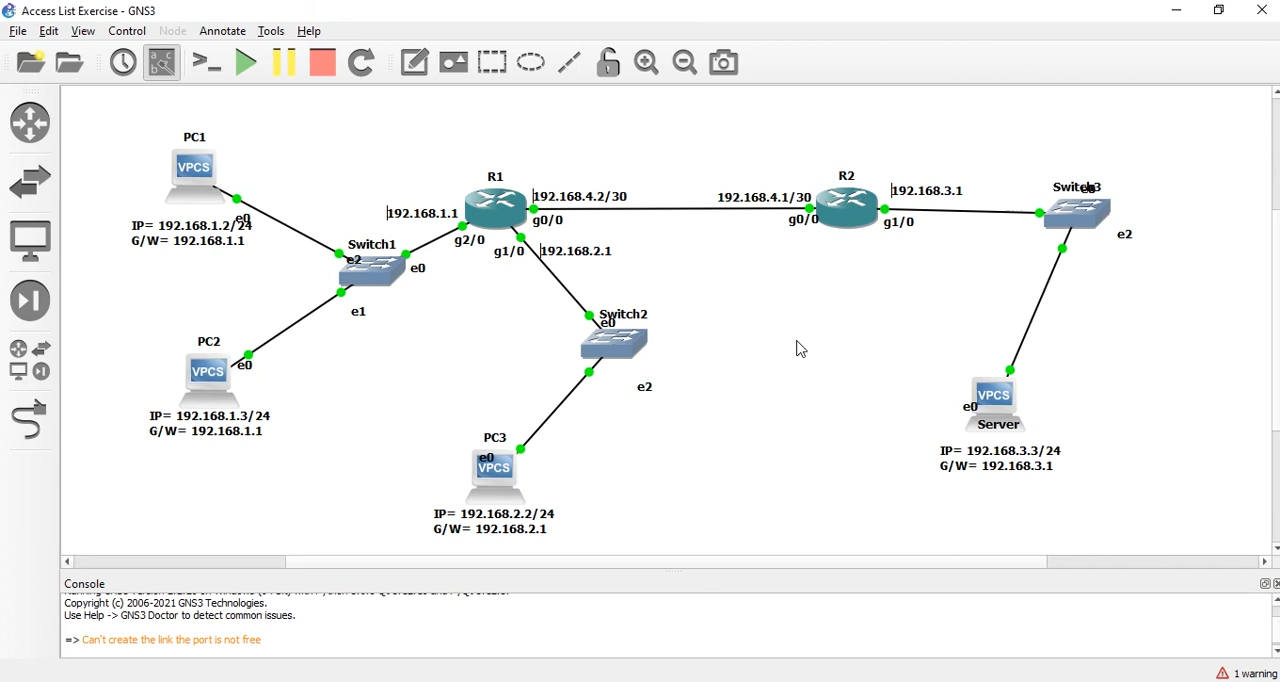 Access List Exercise - GNS3
File Edit View Control Node Annotate Tools Help
PC1
VPCS
e0
IP= 192.168.1.2/24
G/W= 192.168.1.1
Switch1
e2
e0
e1
PC2
VPCS
e0
IP= 192.168.1.3/24
G/W= 192.168.1.1
R1
192.168.1.1
g2/0
192.168.4.2/30
g0/0
g1/0
192.168.2.1
Switch2
e0
e2
PC3
e0
VPCS
IP= 192.168.2.2/24
G/W= 192.168.2.1
R2
192.168.4.1/30
g0/0
192.168.3.1
g1/0
Switch3
e0
e2
VPCS
e0
Server
IP= 192.168.3.3/24
G/W= 192.168.3.1
Console
Copyright (c) 2006-2021 GNS3 Technologies.
Use Help -> GNS3 Doctor to detect common issues.
=> Can't create the link the port is not free
1 warning